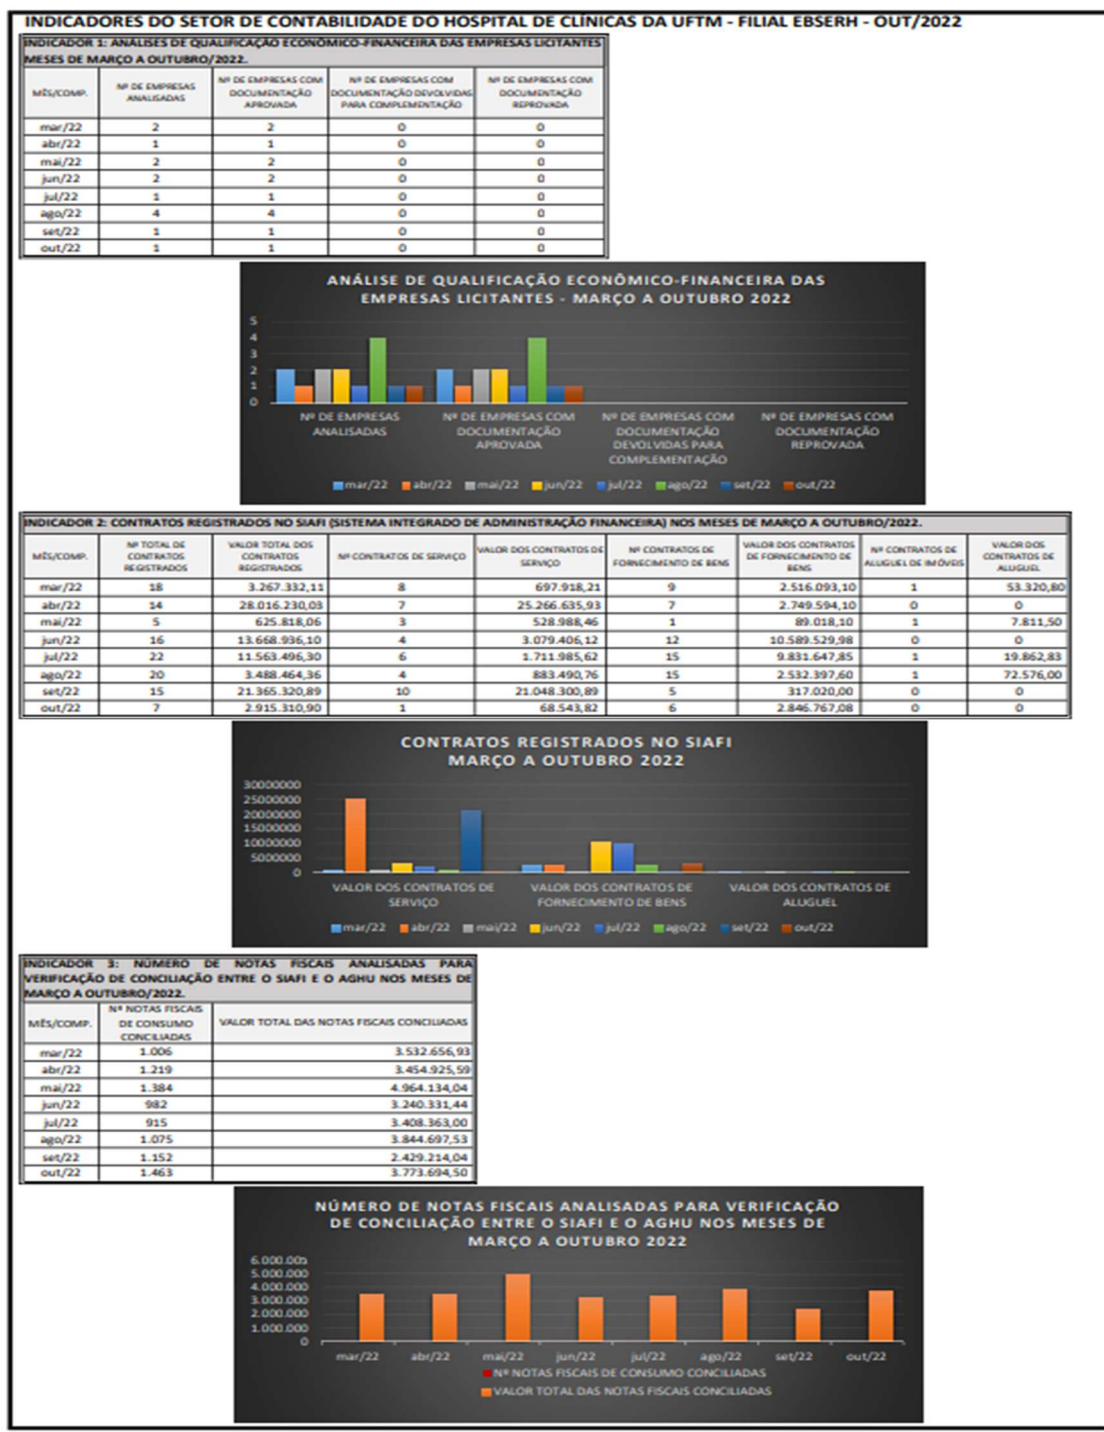 INDICADORES DO SETOR DE CONTABILIDADE DO HOSPITAL DE CLÍNICAS DA UFTM - FILIAL EBSERH - OUT/2022
INDICADOR 1: ANÁLISES DE QUALIFICAÇÃO ECONÔMICO-FINANCEIRA DAS EMPRESAS LICITANTES
MESES DE MARÇO A OUTUBRO/2022.
MÊS/COMP. Nº DE EMPRESAS ANALISADAS Nº DE EMPRESAS COM DOCUMENTAÇÃO APROVADA Nº DE EMPRESAS COM DOCUMENTAÇÃO DEVOLVIDAS PARA COMPLEMENTAÇÃO Nº DE EMPRESAS COM DOCUMENTAÇÃO REPROVADA
mar/22 2 2 0 0
abr/22 1 1 0 0
mai/22 2 2 0 0
jun/22 2 2 0 0
jul/22 1 1 0 0
ago/22 4 4 0 0
set/22 1 1 0 0
out/22 1 1 0 0
ANÁLISE DE QUALIFICAÇÃO ECONÔMICO-FINANCEIRA DAS
EMPRESAS LICITANTES - MARÇO A OUTUBRO 2022
5
4
3
2
1
0
Nº DE EMPRESAS ANALISADAS Nº DE EMPRESAS COM DOCUMENTAÇÃO APROVADA Nº DE EMPRESAS COM DOCUMENTAÇÃO DEVOLVIDAS PARA COMPLEMENTAÇÃO Nº DE EMPRESAS COM DOCUMENTAÇÃO REPROVADA
mar/22 abr/22 mai/22 jun/22 jul/22 ago/22 set/22 out/22
INDICADOR 2: CONTRATOS REGISTRADOS NO SIAFI (SISTEMA INTEGRADO DE ADMINISTRAÇÃO FINANCEIRA) NOS MESES DE MARÇO A OUTUBRO/2022.
MÊS/COMP. Nº TOTAL DE CONTRATOS REGISTRADOS VALOR TOTAL DOS CONTRATOS REGISTRADOS Nº CONTRATOS DE SERVIÇO VALOR DOS CONTRATOS DE SERVIÇO Nº CONTRATOS DE FORNECIMENTO DE BENS VALOR DOS CONTRATOS DE FORNECIMENTO DE BENS Nº CONTRATOS DE ALUGUEL DE IMÓVEIS VALOR DOS CONTRATOS DE ALUGUEL
mar/22 18 3.267.332,11 8 697.918,21 9 2.516.093,10 1 53.320,80
abr/22 14 28.016.230,03 7 25.266.635,93 7 2.749.594,10 0 0
mai/22 5 625.818,06 3 528.988,46 1 89.018,10 1 7.811,50
jun/22 16 13.668.936,10 4 3.079.406,12 12 10.589.529,98 0 0
jul/22 22 11.563.496,30 6 1.711.985,62 15 9.831.647,85 1 19.862,83
ago/22 20 3.488.464,36 4 883.490,76 15 2.532.397,60 1 72.576,00
set/22 15 21.365.320,89 10 21.048.300,89 5 317.020,00 0 0
out/22 7 2.915.310,90 1 68.543,82 6 2.846.767,08 0 0
CONTRATOS REGISTRADOS NO SIAFI
MARÇO A OUTUBRO 2022
30000000
25000000
20000000
15000000
10000000
5000000
0
VALOR DOS CONTRATOS DE SERVIÇO VALOR DOS CONTRATOS DE FORNECIMENTO DE BENS VALOR DOS CONTRATOS DE ALUGUEL
mar/22 abr/22 mai/22 jun/22 jul/22 ago/22 set/22 out/22
INDICADOR 3: NÚMERO DE NOTAS FISCAIS ANALISADAS PARA
VERIFICAÇÃO DE CONCILIAÇÃO ENTRE O SIAFI E O AGHU NOS MESES DE
MARÇO A OUTUBRO/2022.
MÊS/COMP. Nº NOTAS FISCAIS DE CONSUMO CONCILIADAS VALOR TOTAL DAS NOTAS FISCAIS CONCILIADAS
mar/22 1.006 3.532.656,93
abr/22 1.219 3.454.925,59
mai/22 1.384 4.964.134,04
jun/22 982 3.240.331,44
jul/22 915 3.408.363,00
ago/22 1.075 3.844.697,53
set/22 1.152 2.429.214,04
out/22 1.463 3.773.694,50
NÚMERO DE NOTAS FISCAIS ANALISADAS PARA VERIFICAÇÃO
DE CONCILIAÇÃO ENTRE O SIAFI E O AGHU NOS MESES DE
MARÇO A OUTUBRO 2022
6.000.000
5.000.000
4.000.000
3.000.000
2.000.000
1.000.000
0
mar/22 abr/22 mai/22 jun/22 jul/22 ago/22 set/22 out/22
Nº NOTAS FISCAIS DE CONSUMO CONCILIADAS
VALOR TOTAL DAS NOTAS FISCAIS CONCILIADAS